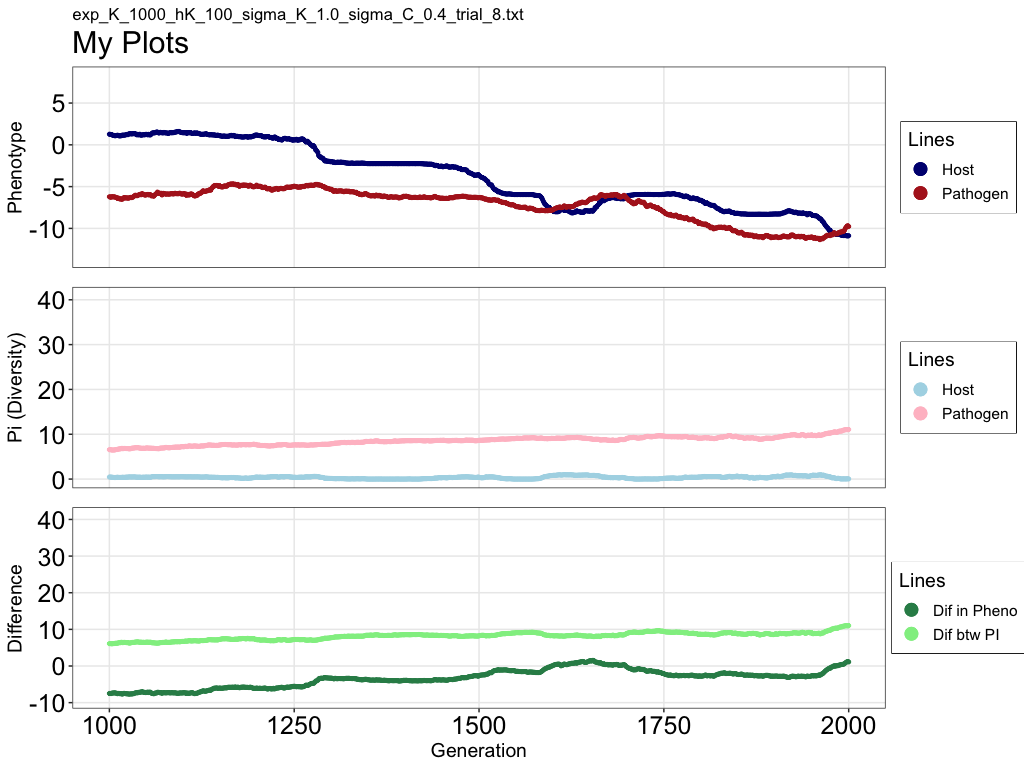 exp_K_1000_hK_100_sigma_K_1.0_sigma_C_0.4_trial_8.txt
My Plots
Phenotype
5
0
-5
-10
Lines
Host
Pathogen
Pi (Diversity)
40
30
20
10
0
Lines
Host
Pathogen
Difference
40
30
20
10
0
-10
Lines
Dif in Pheno
Dif btw PI
1000
1250
1500
1750
2000
Generation